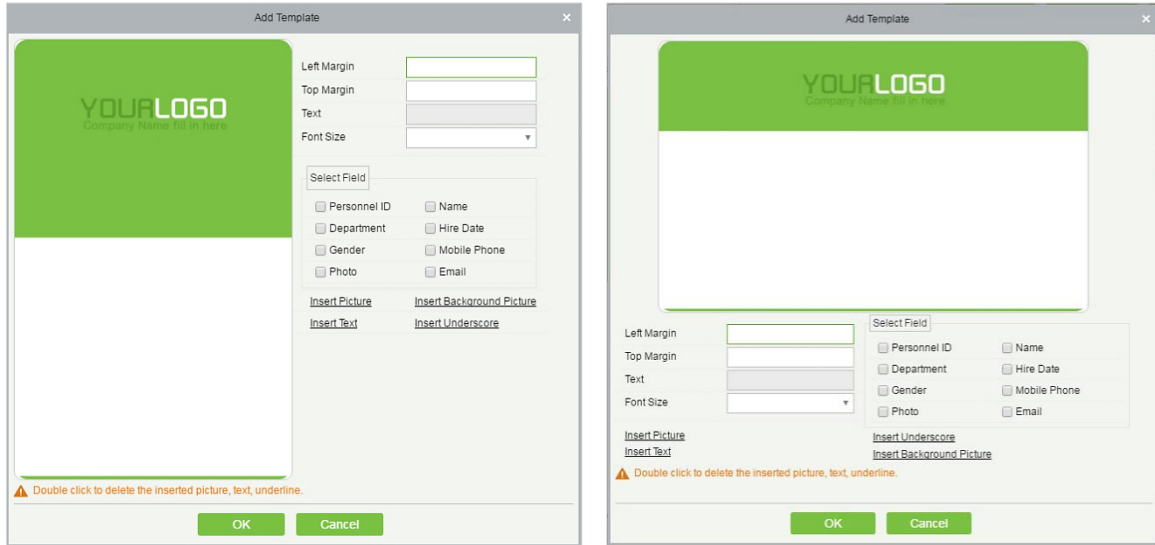 Add Template
YOURLOGO
Company Name fill in here
Left Margin
Top Margin
Text
Font Size
Select Field
Personnel ID Name
Department Hire Date
Gender Mobile Phone
Photo Email
Insert Picture Insert Background Picture
Insert Text Insert Underscore
Double click to delete the inserted picture, text, underline.
OK Cancel
Add Template
YOURLOGO
Company Name fill in here
Left Margin
Top Margin
Text
Font Size
Select Field
Personnel ID Name
Department Hire Date
Gender Mobile Phone
Photo Email
Insert Picture
Insert Text
Insert Underscore
Insert Background Picture
Double click to delete the inserted picture, text, underline.
OK Cancel